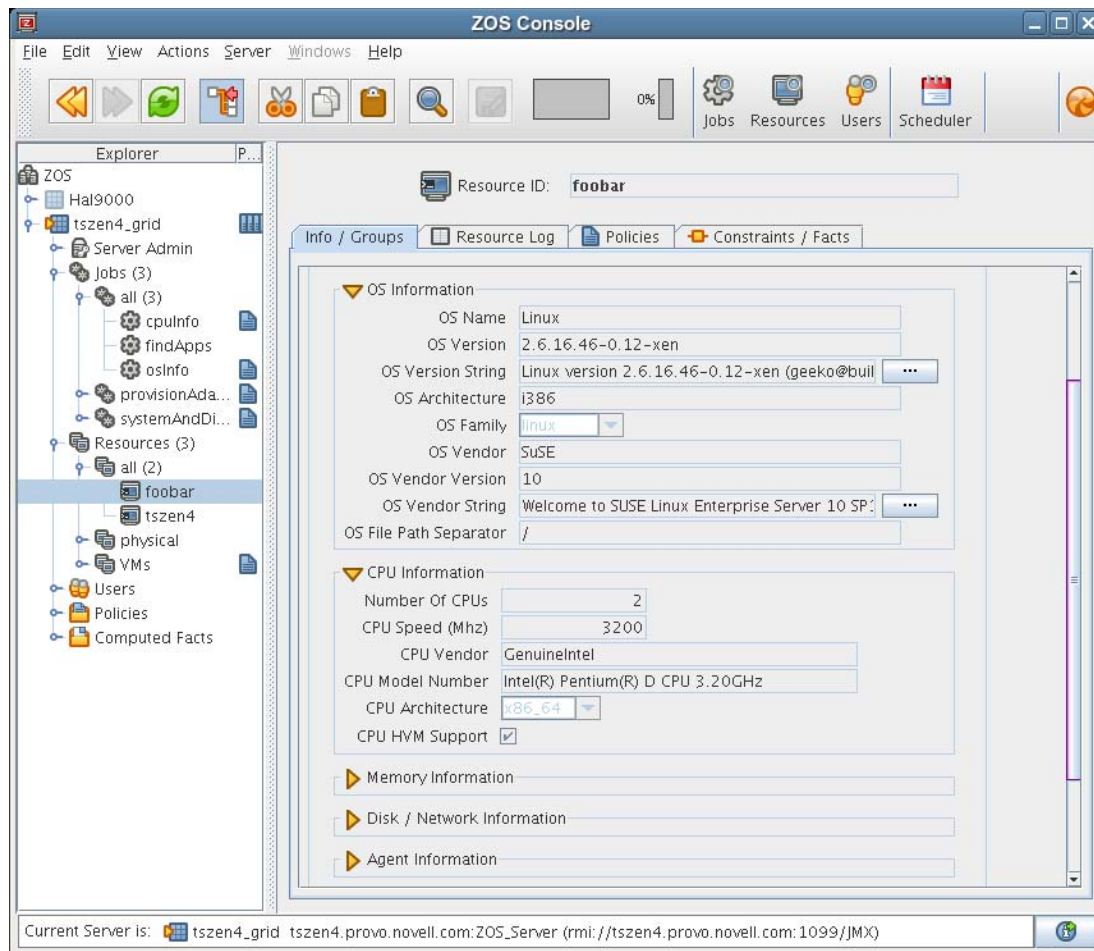 ZOS Console
File Edit View Actions Server Windows Help
0%
Jobs Resources Users Scheduler
Explorer P...
ZOS
Hal9000
tszen4_grid
Server Admin
Jobs (3)
all (3)
cpuInfo
findApps
osInfo
provisionAda...
systemAndDi...
Resources (3)
all (2)
foobar
tszen4
physical
VMs
Users
Policies
Computed Facts
Resource ID: foobar
Info / Groups Resource Log Policies Constraints / Facts
OS Information
OS Name Linux
OS Version 2.6.16.46-0.12-xen
OS Version String Linux version 2.6.16.46-0.12-xen (geeko@buil ...
OS Architecture i386
OS Family linux
OS Vendor SuSE
OS Vendor Version 10
OS Vendor String Welcome to SUSE Linux Enterprise Server 10 SP1 ...
OS File Path Separator /
CPU Information
Number Of CPUs 2
CPU Speed (Mhz) 3200
CPU Vendor GenuineIntel
CPU Model Number Intel(R) Pentium(R) D CPU 3.20GHz
CPU Architecture x86_64
CPU HVM Support
Memory Information
Disk / Network Information
Agent Information
Current Server is: tszen4_grid tszen4.provo.novell.com:ZOS_Server (rmi://tszen4.provo.novell.com:1099/JMX)